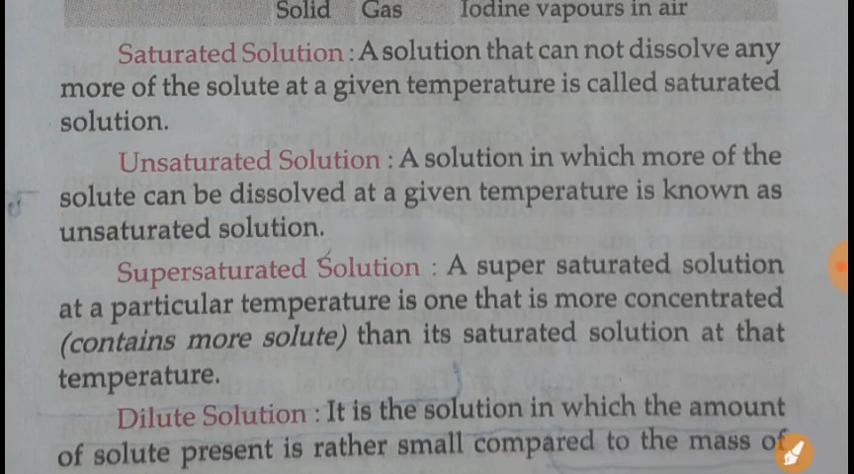 Solid Gas Iodine vapours in air
Saturated Solution : A solution that can not dissolve any
more of the solute at a given temperature is called saturated
solution.
Unsaturated Solution : A solution in which more of the
solute can be dissolved at a given temperature is known as
unsaturated solution.
Supersaturated Solution : A super saturated solution
at a particular temperature is one that is more concentrated
(contains more solute) than its saturated solution at that
temperature.
Dilute Solution : It is the solution in which the amount
of solute present is rather small compared to the mass of